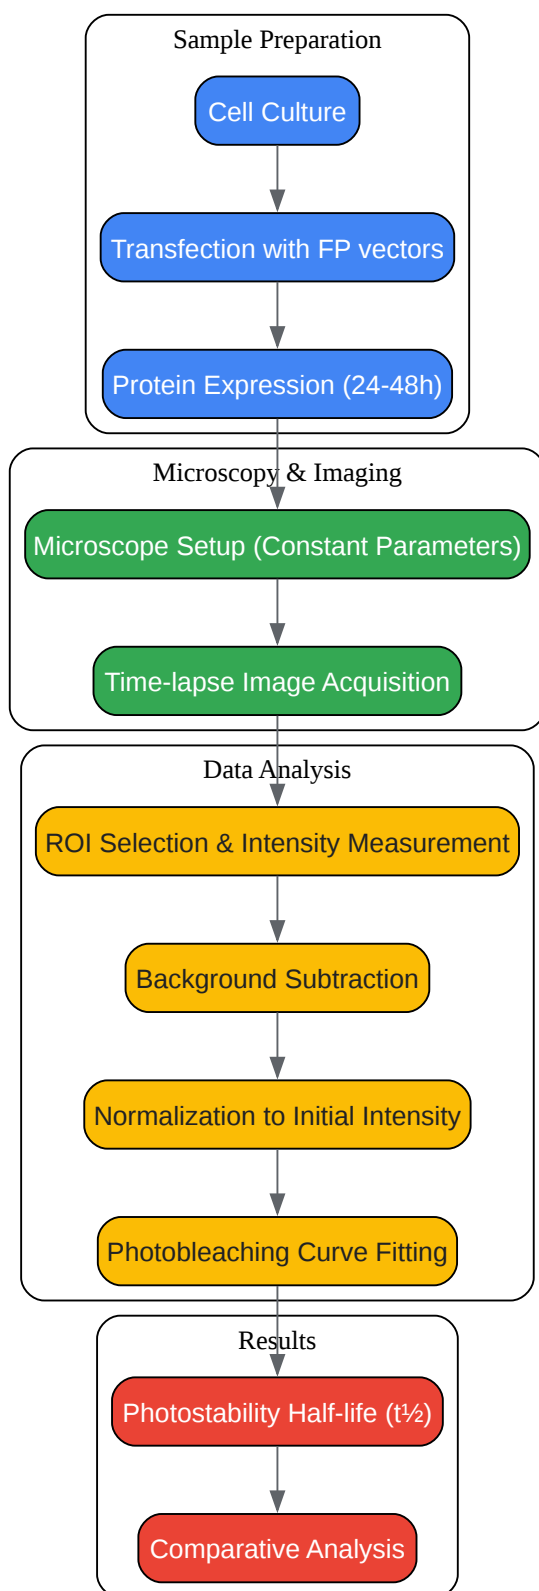 Sample Preparation
Cell Culture
Transfection with FP vectors
Protein Expression (24-48h)
Microscopy & Imaging
Microscope Setup (Constant Parameters)
Time-lapse Image Acquisition
Data Analysis
ROI Selection & Intensity Measurement
Background Subtraction
Normalization to Initial Intensity
Photobleaching Curve Fitting
Results
Photostability Half-life (t½)
Comparative Analysis